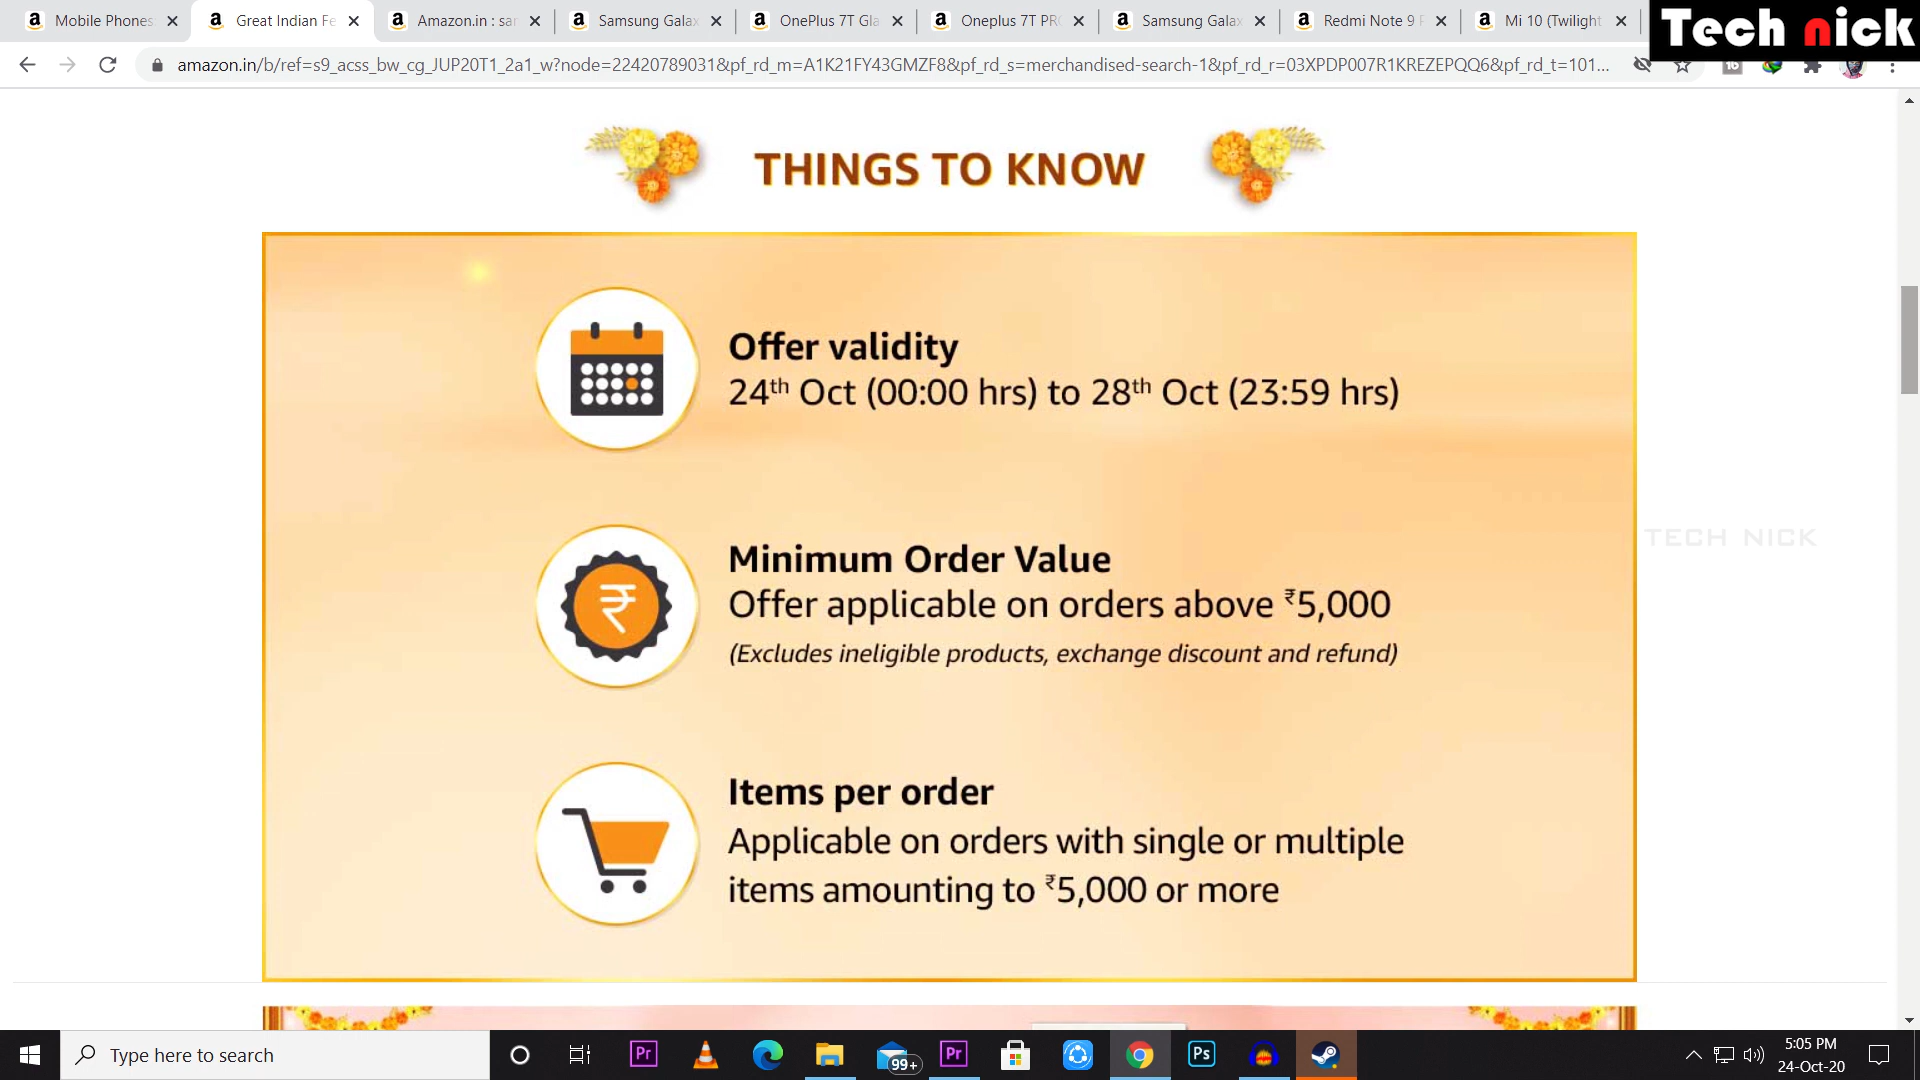 Mobile Phones
Great Indian Fe
Amazon.in : sa
Samsung Galax
OnePlus 7T Gla
Oneplus 7T PRO
Samsung Galax
Redmi Note 9 P
Mi 10 (Twilight
Tech nick
amazon.in/b/ref=s9_acss_bw_cg_JUP20T1_2a1_w?node=22420789031&pf_rd_m=A1K21FY43GMZF8&pf_rd_s=merchandised-search-1&pf_rd_r=03XPDP007R1KREZEPQQ6&pf_rd_t=101...
THINGS TO KNOW
Offer validity
24th Oct (00:00 hrs) to 28th Oct (23:59 hrs)
Minimum Order Value
Offer applicable on orders above ₹5,000
(Excludes ineligible products, exchange discount and refund)
TECH NICK
Items per order
Applicable on orders with single or multiple
items amounting to ₹5,000 or more
Type here to search
Pr
99+
Pr
Ps
5:05 PM
24-Oct-20